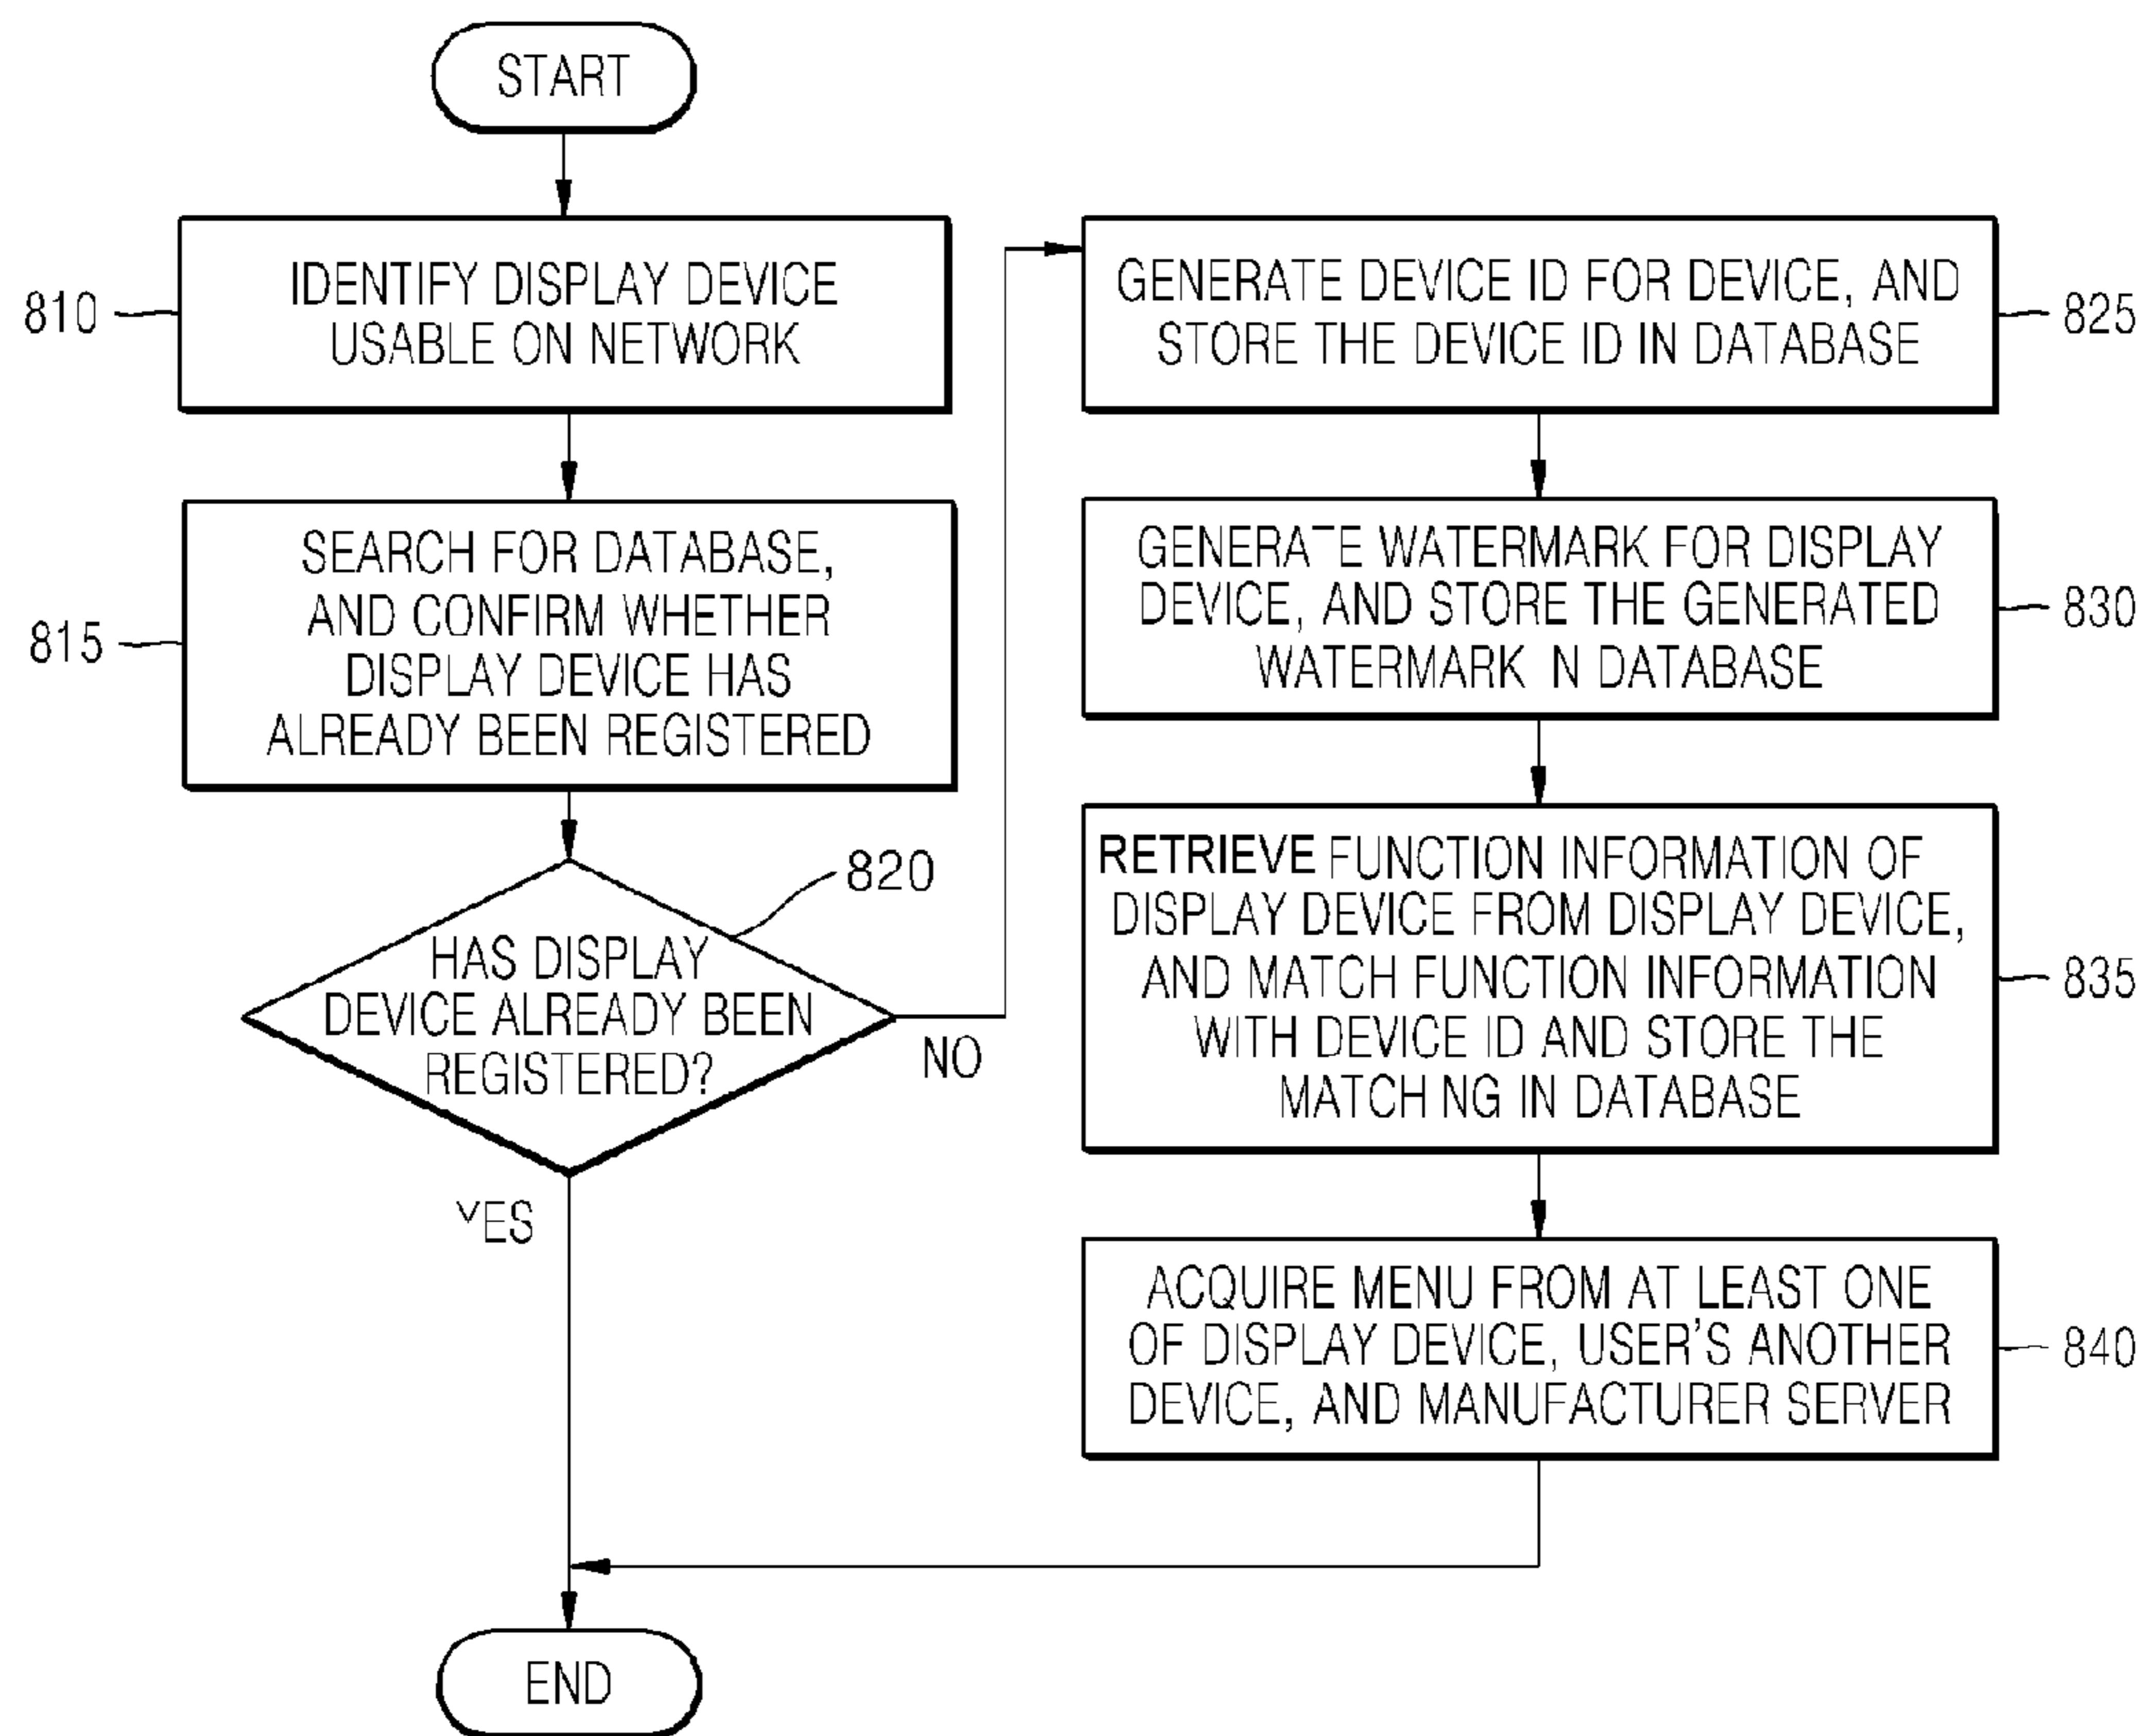 START
810
IDENTIFY DISPLAY DEVICE
USABLE ON NETWORK
815
SEARCH FOR DATABASE,
AND CONFIRM WHETHER
DISPLAY DEVICE HAS
ALREADY BEEN REGISTERED
820
HAS DISPLAY
DEVICE ALREADY BEEN
REGISTERED?
NO
YES
GENERATE DEVICE ID FOR DEVICE, AND
STORE THE DEVICE ID IN DATABASE
825
GENERATE WATERMARK FOR DISPLAY
DEVICE, AND STORE THE GENERATED
WATERMARK N DATABASE
830
RETRIEVE FUNCTION INFORMATION OF
DISPLAY DEVICE FROM DISPLAY DEVICE,
AND MATCH FUNCTION INFORMATION
WITH DEVICE ID AND STORE THE
MATCH NG IN DATABASE
835
ACQUIRE MENU FROM AT LEAST ONE
OF DISPLAY DEVICE, USER'S ANOTHER
DEVICE, AND MANUFACTURER SERVER
840
END